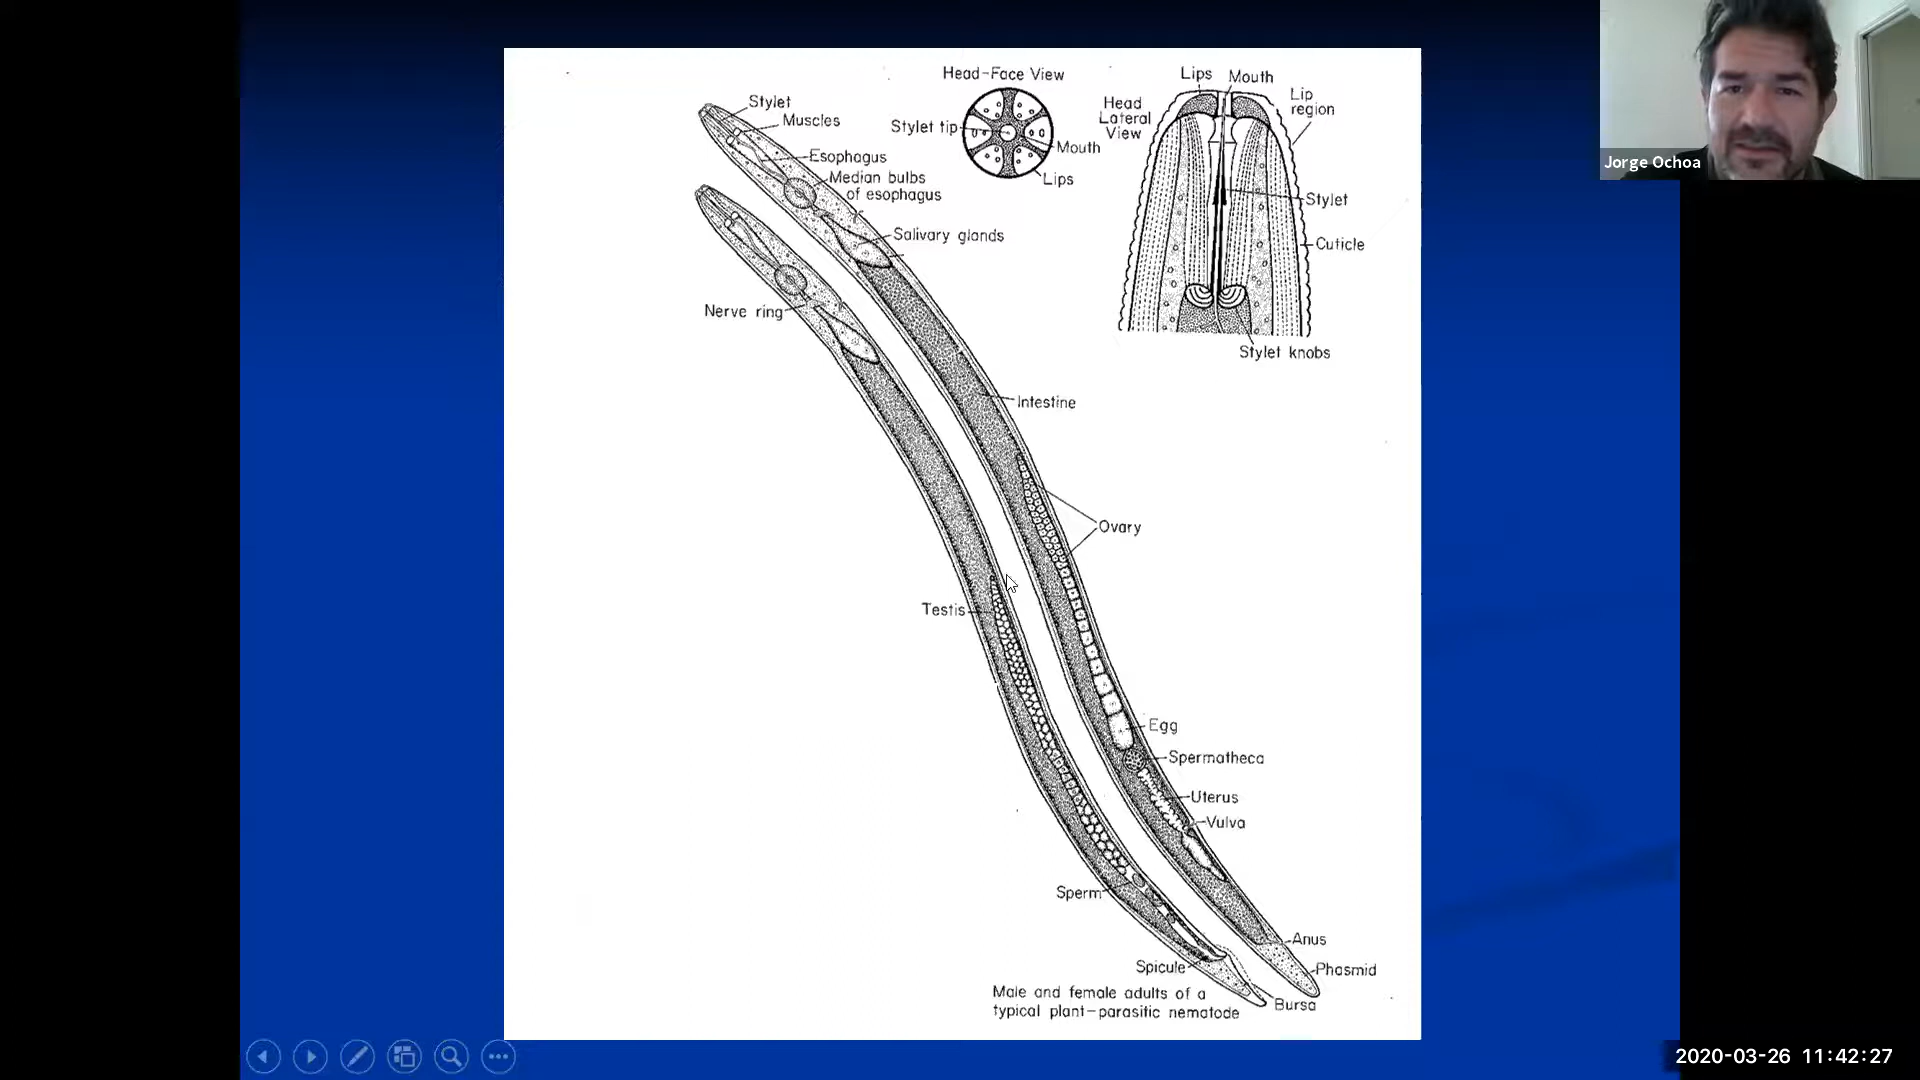 Head-Face View
Lips
Mouth
Lip
region
Head
Lateral
View
Stylet
Muscles
Stylet tip
Mouth
Lips
Esophagus
Median bulbs
of esophagus
Salivary glands
Stylet
Cuticle
Stylet knobs
Nerve ring
Intestine
Ovary
Testis
Egg
Spermatheca
Uterus
Vulva
Sperm
Anus
Spicule
Phasmid
Bursa
Male and female adults of a
typical plant-parasitic nematode
Jorge Ochoa
2020-03-26 11:42:27